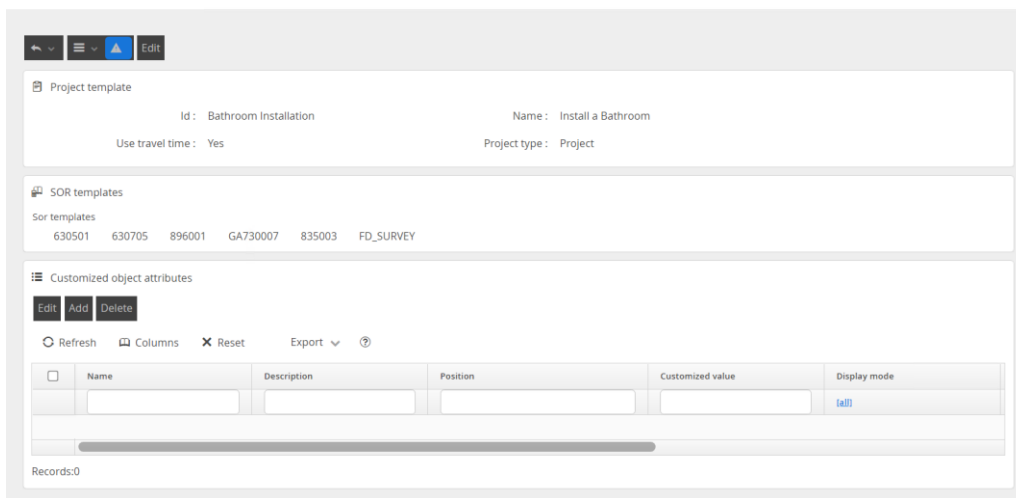 Edit
Project template
Id : Bathroom Installation Name : Install a Bathroom
Use travel time : Yes Project type : Project
SOR templates
Sor templates
630501 630705 896001 GA730007 835003 FD_SURVEY
Customized object attributes
Edit Add Delete
Refresh Columns Reset Export ?
Name Description Position Customized value Display mode
[all]
Records:0